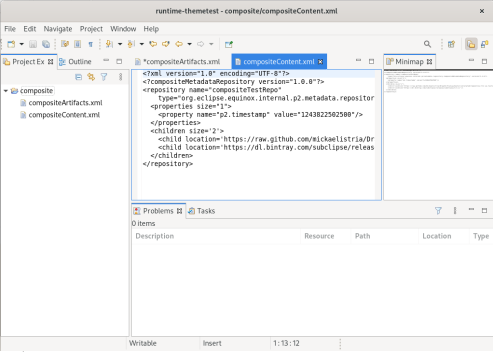 runtime-themetest - composite/compositeContent.xml
File Edit Navigate Project Window Help
Project Ex Outline
composite
compositeArtifacts.xml
compositeContent.xml
*compositeArtifacts.xml compositeContent.xml
<?xml version="1.0" encoding="UTF-8"?>
<?compositeMetadataRepository version='1.0.0'?>
<repository name="compositeTestRepo"
type="org.eclipse.equinox.internal.p2.metadata.repositor
<properties size="1">
<property name="p2.timestamp" value="1243822502500"/>
</properties>
<children size='2'>
<child location='https://raw.github.com/mickaelistria/Dr
<child location='https://dl.bintray.com/subclipse/releas
</children>
</repository>
Minimap
Problems Tasks
0 items
Description Resource Path Location Type
Writable Insert 1:13:12